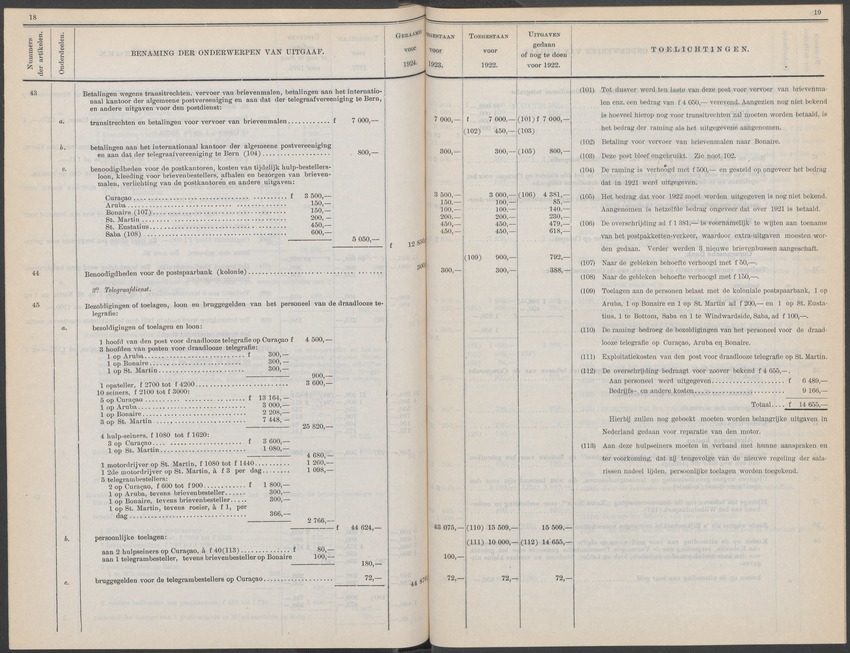 18
Nummers der artikelen.
Onderdeelen.
BENAMING DER ONDERWERPEN VAN UITGAAF.
voor
1924.
43
Betalingen wegens transitrechten, vervoer van brievenmalen, betalingen aan het internatio-
naal kantoor der algemeene postvereeniging en aan dat der telegraafvereeniging te Bern,
en andere uitgaven voor den postdienst:
a. transitrechten en betalingen voor vervoer van brievenmalen f 7 000,—
b. betalingen aan het internationaal kantoor der algemeene postvereeniging
en aan dat der telegraafvereeniging te Bern (104) 800,—
c. benoodigdheden voor de postkantoren, kosten van tijdelijk hulp-bestellers-
loon, kleeding voor brievenbestellers, afhalen en bezorgen van brieven-
malen, verlichting van de postkantoren en andere uitgaven:
Curaçao f 3 500,—
Aruba 150,—
Bonaire (107) 150,—
St. Martin 200,—
St. Eustatius 450,—
Saba (108) 600,—
5 050,—
f
44 Benoodigdheden voor de postspaarbank (kolonie)
3° Telegraafdienst.
45 Bezoldigingen of toelagen, loon en bruggegelden van het personeel van de draadlooze te-
legrafie:
a. bezoldigingen of toelagen en loon:
1 hoofd van den post voor draadlooze telegrafie op Curaçao f 4 500,—
3 hoofden van posten voor draadlooze telegrafie:
1 op Aruba f 300,—
1 op Bonaire 300,—
1 op St. Martin 300,—
900,—
1 opsteller, f 2700 tot f 4200 3 600,—
10 seiners, f 2100 tot f 3000:
5 op Curaçao f 13 164,—
1 op Aruba 3 000,—
1 op Bonaire 2 208,—
3 op St. Martin 7 448,—
25 820,—
4 hulp-seiners, f 1080 tot f 1620:
3 op Curaçao f 3 600,—
1 op St. Martin 1 080,—
4 680,—
1 motordrijver op St. Martin, f 1080 tot f 1440 1 260,—
1 2de motordrijver op St. Martin, à f 3 per dag 1 098,—
5 telegrambestellers:
2 op Curaçao, f 600 tot f 900 f 1 800,—
1 op Aruba, tevens brievenbesteller 300,—
1 op Bonaire, tevens brievenbesteller 300,—
1 op St. Martin, tevens roeier, à f 1, per
dag 366,—
2 766,—
f 44 624,—
b. persoonlijke toelagen:
aan 2 hulpseiners op Curaçao, à f 40 (113) f 80,—
aan 1 telegrambesteller, tevens brievenbesteller op Bonaire 100,—
180,—
c. bruggegelden voor de telegrambestellers op Curaçao 72,—
19
voor
1923.
TOEGESTAAN
voor
1922.
UITGAVEN
gedaan
of nog te doen
voor 1922.
TOELICHTINGEN.
7 000,— f 7 000,— (101) f 7 000,—
(102) 450,— (103)
300,— 300,— (105) 800,—
3 500,— 3 000,— (106) 4 381,—
150,— 100,— 85,—
100,— 100,— 140,—
200,— 200,— 230,—
450,— 450,— 479,—
450,— 450,— 618,—
(109) 900,— 792,—
300,— 300,— 388,—
43 075,— (110) 15 509,— 15 509,—
(111) 10 000,— (112) 14 655,—
100,—
72,— 72,— 72,—
(101) Tot dusver werd ten laste van deze post voor vervoer van brievenma-
len enz. een bedrag van f 4 650,— verevend. Aangezien nog niet bekend
is hoeveel hierop nog voor transitrechten zal moeten worden betaald, is
het bedrag der raming als het uitgegevene aangenomen.
(102) Betaling voor vervoer van brievenmalen naar Bonaire.
(103) Deze post bleef ongebruikt. Zie noot 102.
(104) De raming is verhoogd met f 500,— en gesteld op ongeveer het bedrag
dat in 1921 werd uitgegeven.
(105) Het bedrag dat voor 1922 moet worden uitgegeven is nog niet bekend.
Aangenomen is hetzelfde bedrag ongeveer dat over 1921 is betaald.
(106) De overschrijding ad f 1 381,— is voornamelijk te wijten aan toename
van het postpakketten-verkeer, waardoor extra-uitgaven moesten wor-
den gedaan. Verder werden 3 nieuwe brievenbussen aangeschaft.
(107) Naar de gebleken behoefte verhoogd met f 50,—.
(108) Naar de gebleken behoefte verhoogd met f 150,—.
(109) Toelagen aan de personen belast met de koloniale postspaarbank, 1 op
Aruba, 1 op Bonaire en 1 op St. Martin ad f 200,— en 1 op St. Eusta-
tius, 1 te Bottom, Saba en 1 te Windwardside, Saba, ad f 100,—.
(110) De raming bedroeg de bezoldigingen van het personeel voor de draad-
looze telegrafie op Curaçao, Aruba en Bonaire.
(111) Exploitatiekosten van den post voor draadlooze telegrafie op St. Martin.
(112) De overschrijding bedraagt voor zoover bekend f 4 655,—.
Aan personeel werd uitgegeven f 6 489,—
Bedrijfs- en andere kosten 9 166,—
Totaal f 14 655,—
Hierbij zullen nog geboekt moeten worden belangrijke uitgaven in
Nederland gedaan voor reparatie van den motor.
(113) Aan deze hulpseiners moeten in verband met hunne aanspraken en
ter voorkoming, dat zij tengevolge van de nieuwe regeling der sala-
rissen nadeel lijden, persoonlijke toelagen worden toegekend.